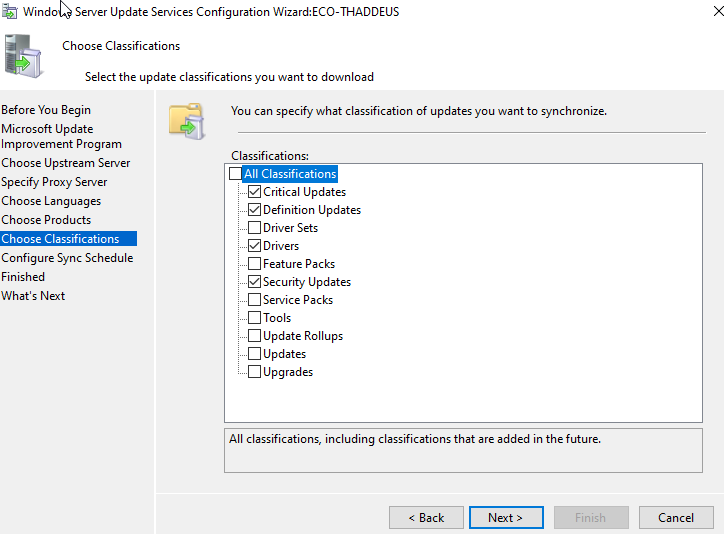 Windows Server Update Services Configuration Wizard:ECO-THADDEUS
Choose Classifications
Select the update classifications you want to download
Before You Begin
Microsoft Update
Improvement Program
Choose Upstream Server
Specify Proxy Server
Choose Languages
Choose Products
Choose Classifications
Configure Sync Schedule
Finished
What's Next
You can specify what classification of updates you want to synchronize.
Classifications:
All Classifications
Critical Updates
Definition Updates
Driver Sets
Drivers
Feature Packs
Security Updates
Service Packs
Tools
Update Rollups
Updates
Upgrades
All classifications, including classifications that are added in the future.
< Back
Next >
Finish
Cancel